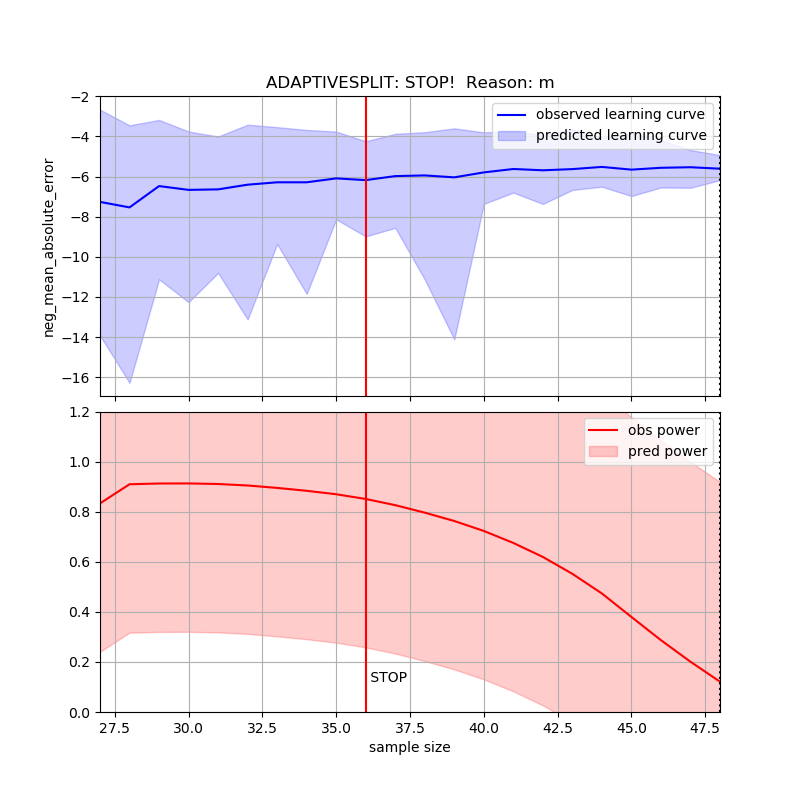 ADAPTIVESPLIT: STOP!  Reason: m
−2
−4
−6
−8
−10
−12
−14
−16
neg_mean_absolute_error
observed learning curve
predicted learning curve
1.2
1.0
0.8
0.6
0.4
0.2
0.0
obs power
pred power
STOP
27.5 30.0 32.5 35.0 37.5 40.0 42.5 45.0 47.5
sample size